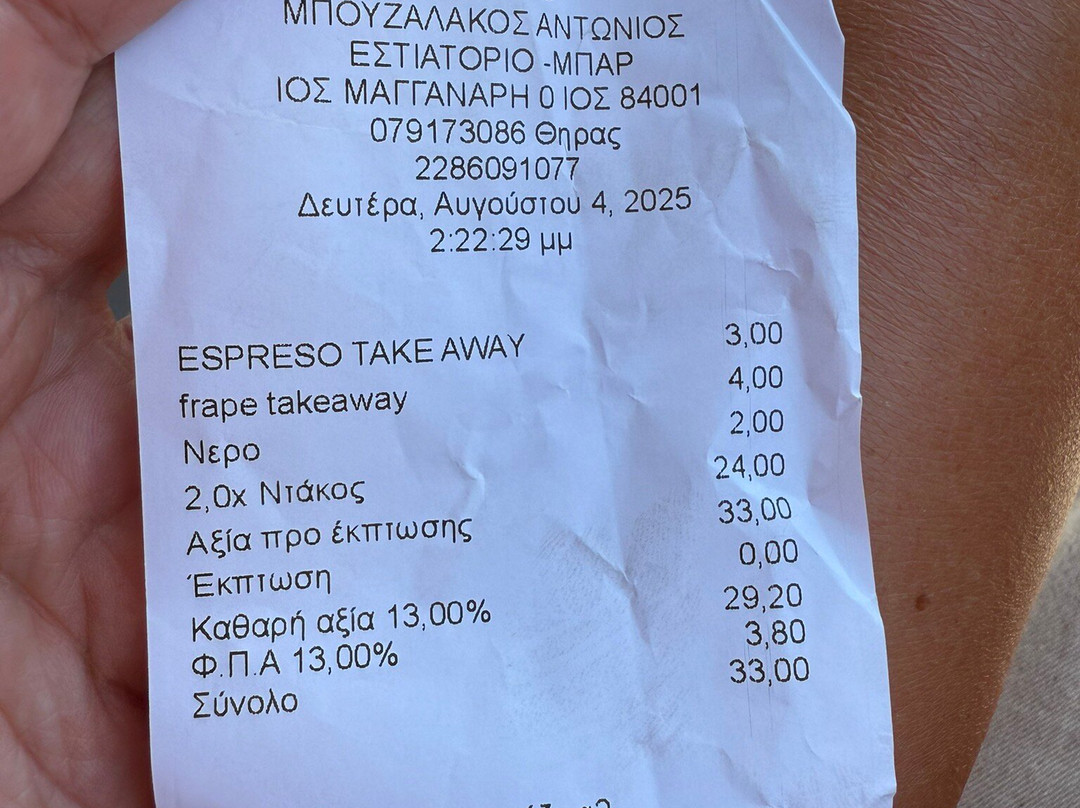 ΜΠΟΥΖΑΛΑΚΟΣ ΑΝΤΩΝΙΟΣ
ΕΣΤΙΑΤΟΡΙΟ -ΜΠΑΡ
ΙΟΣ ΜΑΓΓΑΝΑΡΗ 0 ΙΟΣ 84001
079173086 Θηρας
2286091077
Δευτέρα, Αυγούστου 4, 2025
2:22:29 μμ
ESPRESO TAKE AWAY 3,00
frape takeaway 4,00
Νερο 2,00
2,0x Ντάκος 24,00
Αξία προ έκπτωσης 33,00
Έκπτωση 0,00
Καθαρή αξία 13,00% 29,20
Φ.Π.Α 13,00% 3,80
Σύνολο 33,00